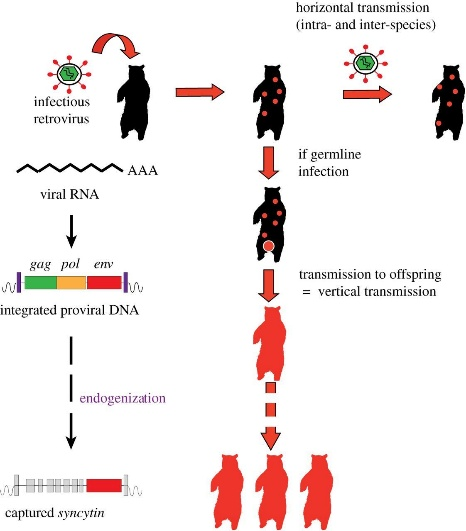 horizontal transmission
(intra- and inter-species)
infectious
retrovirus
if germline
infection
AAA
viral RNA
gag pol env
transmission to offspring
= vertical transmission
integrated proviral DNA
endogenization
captured syncytin